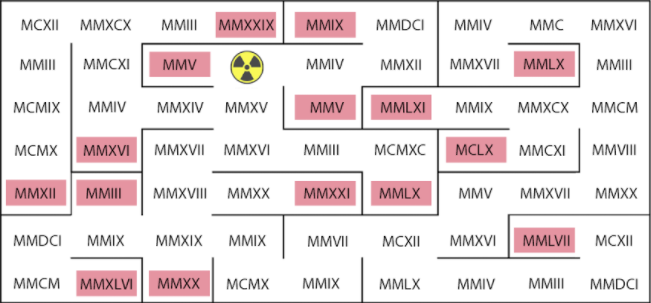 MCXII MMXCX MMIII MMXXIX MMIX MMDCI MMIV MMC MMXVI
MMIII MMCXI MMV MMIV MMXII MMXVII MMLX MMIII
MCMIX MMIV MMXIV MMXV MMV MMLXI MMIX MMXCX MMCM
MCMX MMXVI MMXVII MMXVI MMIII MCMXC MCLX MMCXI MMVIII
MMXII MMIII MMXVIII MMXX MMXXI MMLX MMV MMXVII MMXX
MMDCI MMIX MMXIX MMIX MMVII MCXII MMXVI MMLVII MCXII
MMCM MMXLVI MMXX MCMX MMIX MMLX MMIV MMIII MMDCI